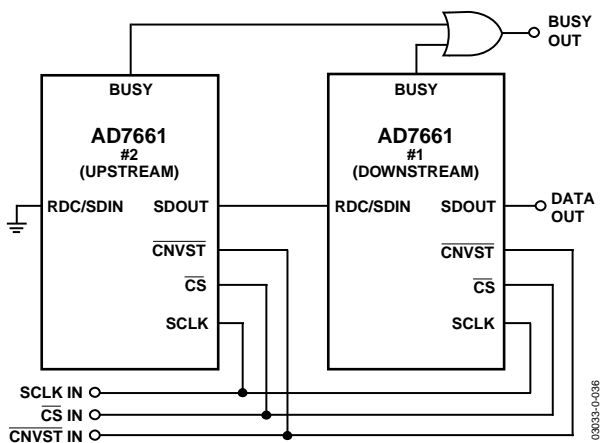 BUSY
OUT
BUSY
BUSY
AD7661
#2
(UPSTREAM)
AD7661
#1
(DOWNSTREAM)
RDC/SDIN
SDOUT
RDC/SDIN
SDOUT
DATA
OUT
CNVST
CNVST
CS
CS
SCLK
SCLK
SCLK IN
CS IN
CNVST IN
03033-0-036